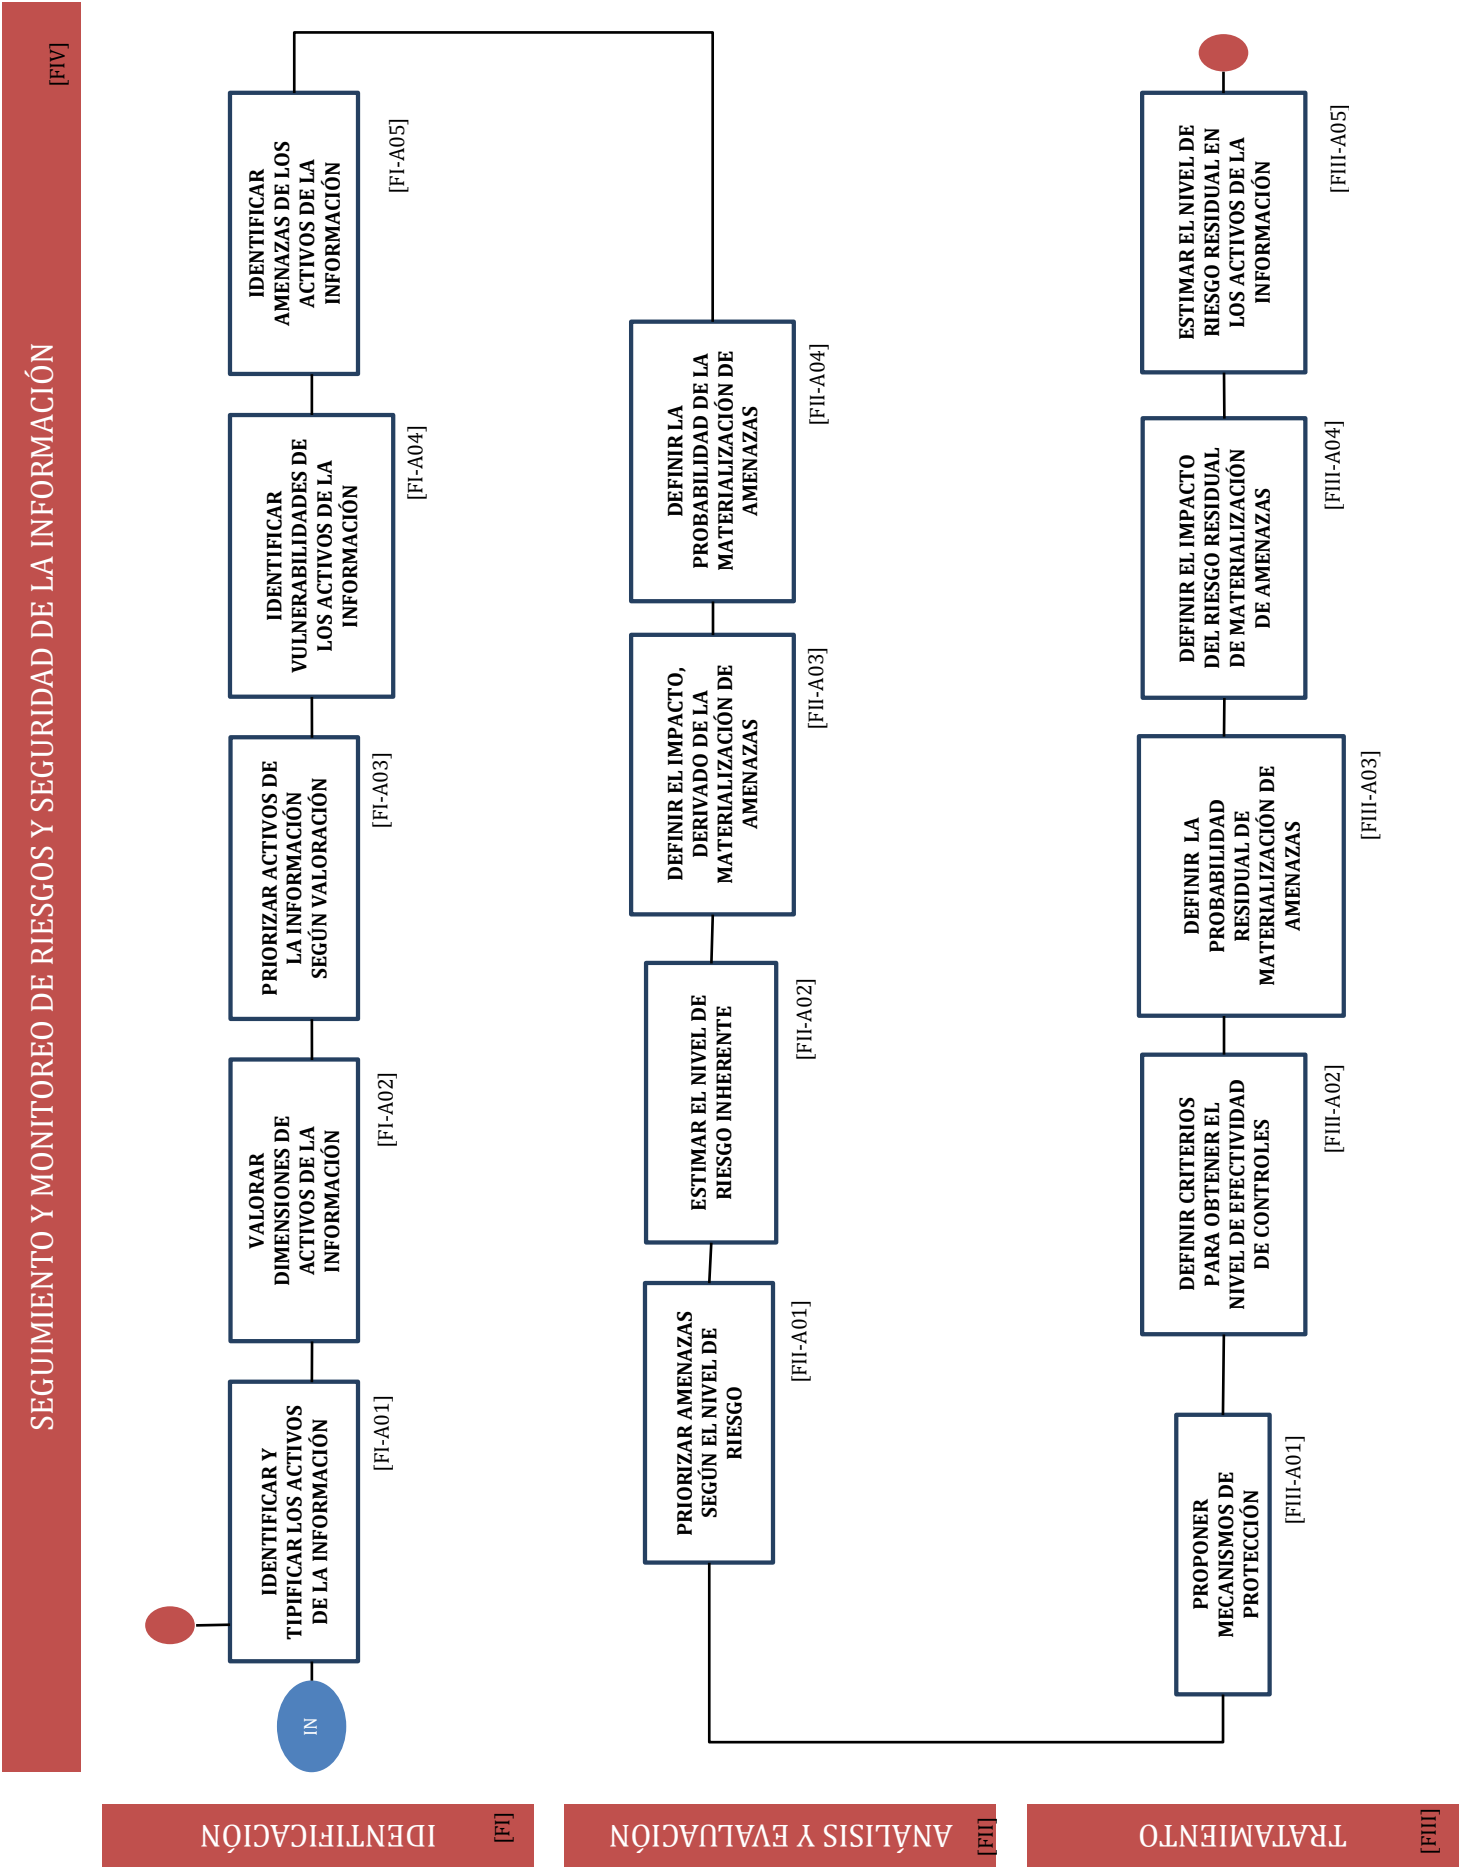 SEGUIMIENTO Y MONITOREO DE RIESGOS Y SEGURIDAD DE LA INFORMACIÓN
[FIV]
IDENTIFICACIÓN
[FI]
IN
IDENTIFICAR Y
TIPIFICAR LOS ACTIVOS
DE LA INFORMACIÓN
[FI-A01]
VALORAR
DIMENSIONES DE
ACTIVOS DE LA
INFORMACIÓN
[FI-A02]
PRIORIZAR ACTIVOS DE
LA INFORMACIÓN
SEGÚN VALORACIÓN
[FI-A03]
IDENTIFICAR
VULNERABILIDADES DE
LOS ACTIVOS DE LA
INFORMACIÓN
[FI-A04]
IDENTIFICAR
AMENAZAS DE LOS
ACTIVOS DE LA
INFORMACIÓN
[FI-A05]
ANÁLISIS Y EVALUACIÓN
[FII]
PRIORIZAR AMENAZAS
SEGÚN EL NIVEL DE
RIESGO
[FII-A01]
ESTIMAR EL NIVEL DE
RIESGO INHERENTE
[FII-A02]
DEFINIR EL IMPACTO,
DERIVADO DE LA
MATERIALIZACIÓN DE
AMENAZAS
[FII-A03]
DEFINIR LA
PROBABILIDAD DE LA
MATERIALIZACIÓN DE
AMENAZAS
[FII-A04]
TRATAMIENTO
[FIII]
PROPONER
MECANISMOS DE
PROTECCIÓN
[FIII-A01]
DEFINIR CRITERIOS
PARA OBTENER EL
NIVEL DE EFECTIVIDAD
DE CONTROLES
[FIII-A02]
DEFINIR LA
PROBABILIDAD
RESIDUAL DE
MATERIALIZACIÓN DE
AMENAZAS
[FIII-A03]
DEFINIR EL IMPACTO
DEL RIESGO RESIDUAL
DE MATERIALIZACIÓN
DE AMENAZAS
[FIII-A04]
ESTIMAR EL NIVEL DE
RIESGO RESIDUAL EN
LOS ACTIVOS DE LA
INFORMACIÓN
[FIII-A05]